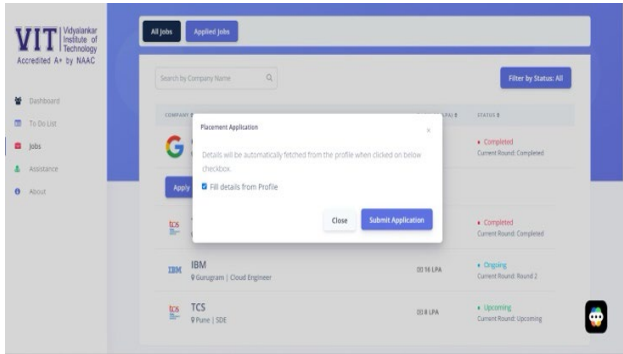 VIT Vidyalankar
Institute of
Technology
Accredited A+ by NAAC
Dashboard
To Do List
Jobs
Assistance
About
All Jobs Applied Jobs
Search by Company Name
Filter by Status: All
COMPANY STATUS
Placement Application x
Details will be automatically fetched from the profile when clicked on below
checkbox.
Fill details from Profile
Close Submit Application
Completed
Current Round: Completed
Apply
tcs
Completed
Current Round: Completed
IBM IBM 16 LPA Ongoing
Gurugram | Cloud Engineer Current Round: Round 2
tcs TCS 8 LPA Upcoming
Pune | SDE Current Round: Upcoming